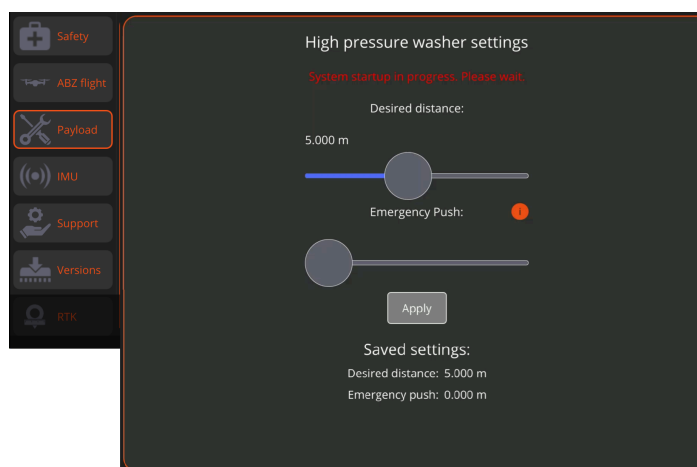 Safety
ABZ flight
Payload
IMU
Support
Versions
RTK
High pressure washer settings
System startup in progress. Please wait.
Desired distance:
5.000 m
Emergency Push:
i
Apply
Saved settings:
Desired distance: 5.000 m
Emergency push: 0.000 m